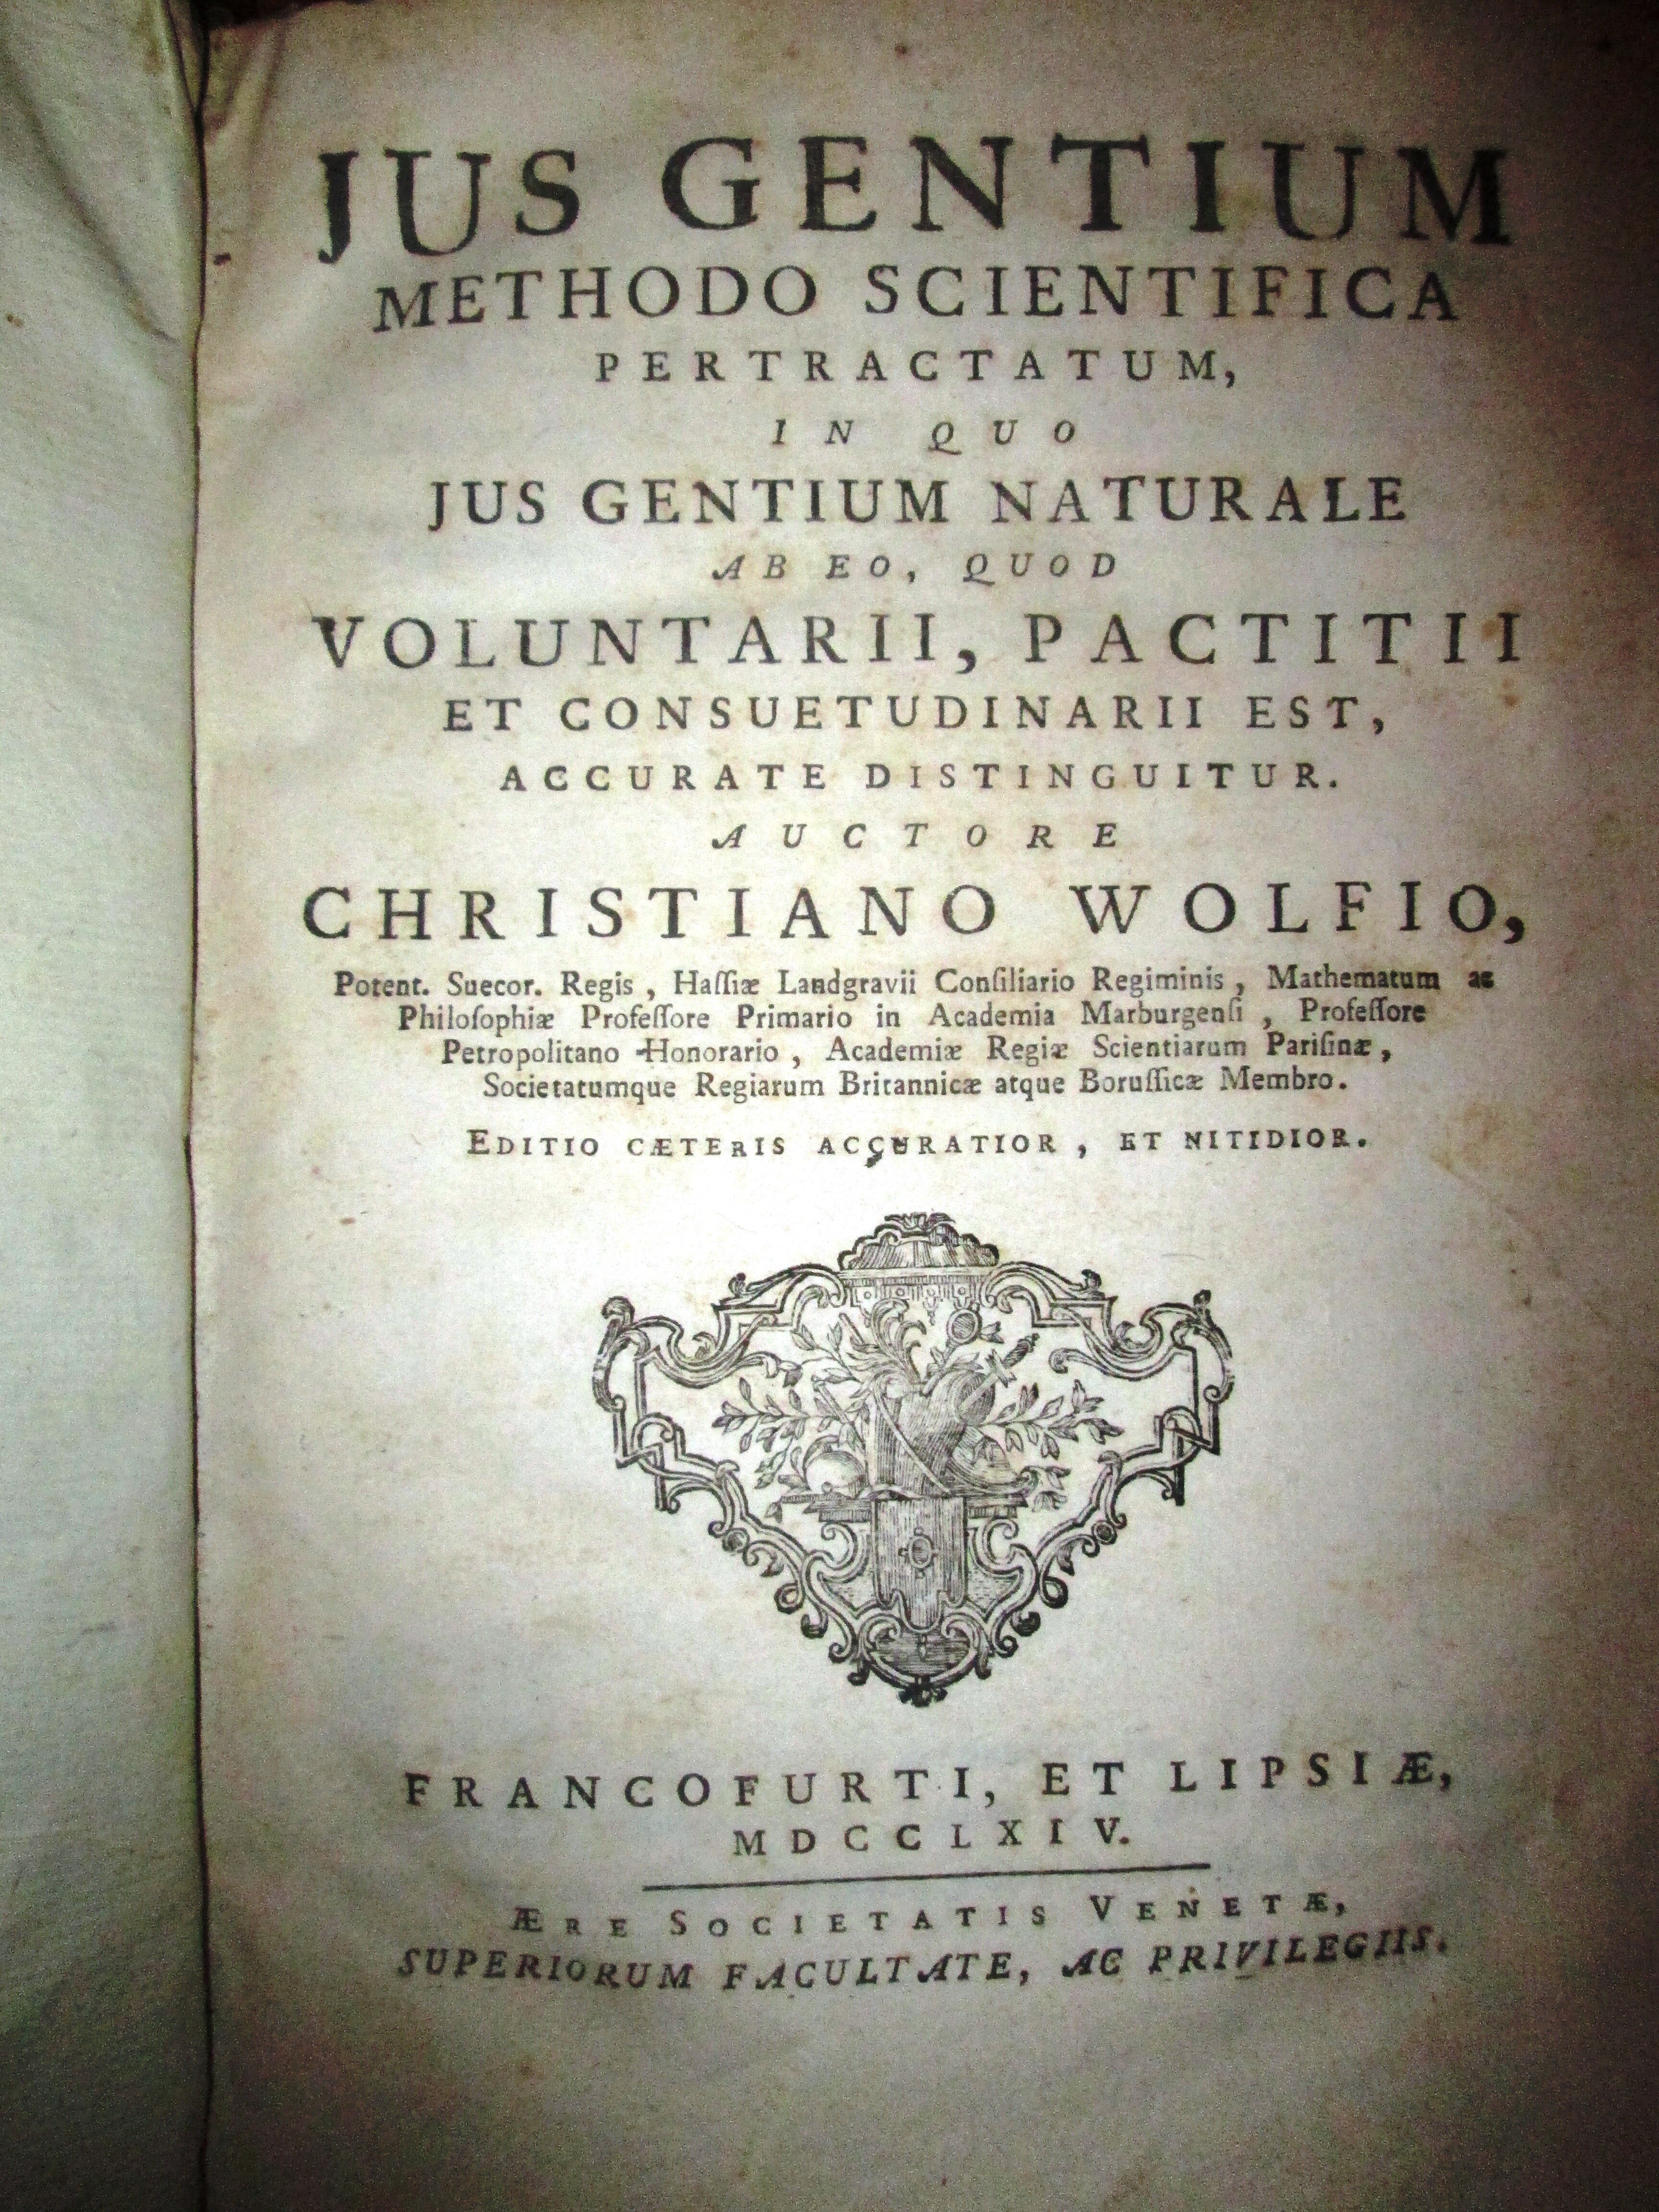 JUS GENTIUM
METHODO SCIENTIFICA
PERTRACTATUM,
IN QUO
JUS GENTIUM NATURALE
AB EO, QUOD
VOLUNTARII, PACTITII
ET CONSUETUDINARII EST,
ACCURATE DISTINGUITUR.
AUCTORE
CHRISTIANO WOLFIO,
Potent. Suecor. Regis, Haſſiæ Landgravii Conſiliario Regiminis, Mathematum ac
Philoſophiæ Profeſſore Primario in Academia Marburgenſi, Profeſſore
Petropolitano Honorario, Academiæ Regiæ Scientiarum Pariſinæ,
Societatumque Regiarum Britannicæ atque Boruſſicæ Membro.
EDITIO CÆTERIS ACCURATIOR, ET NITIDIOR.
FRANCOFURTI, ET LIPSIÆ,
MDCCLXIV.
ÆRE SOCIETATIS VENETÆ,
SUPERIORUM FACULTATE, AC PRIVILEGIIS.